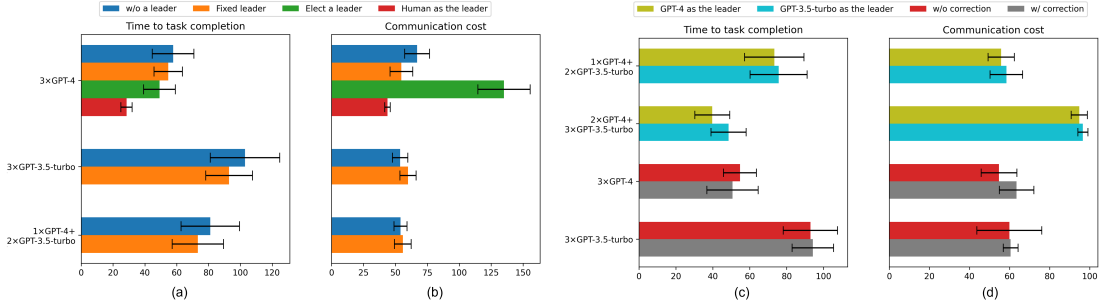 w/o a leader Fixed leader Elect a leader Human as the leader
Time to task completion
3×GPT-4
3×GPT-3.5-turbo
1×GPT-4+
2×GPT-3.5-turbo
0 20 40 60 80 100 120
(a)
Communication cost
0 25 50 75 100 125 150
(b)
GPT-4 as the leader GPT-3.5-turbo as the leader w/o correction w/ correction
Time to task completion
1×GPT-4+
2×GPT-3.5-turbo
2×GPT-4+
3×GPT-3.5-turbo
3×GPT-4
3×GPT-3.5-turbo
0 20 40 60 80 100
(c)
Communication cost
0 20 40 60 80 100
(d)